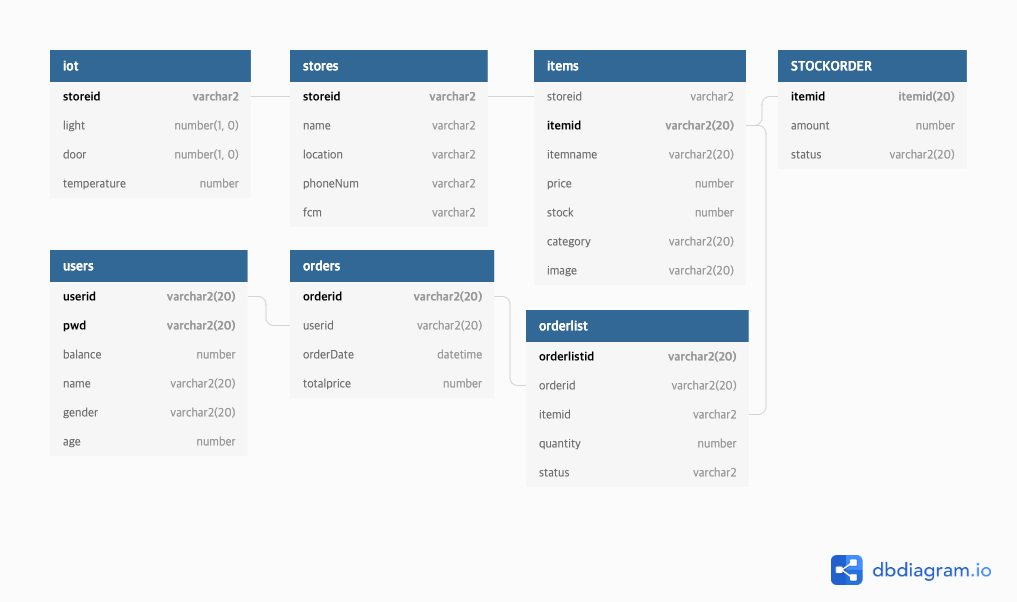 iot
storeid varchar2
light number(1, 0)
door number(1, 0)
temperature number
stores
storeid varchar2
name varchar2
location varchar2
phoneNum varchar2
fcm varchar2
items
storeid varchar2
itemid varchar2(20)
itemname varchar2(20)
price number
stock number
category varchar2(20)
image varchar2(20)
STOCKORDER
itemid itemid(20)
amount number
status varchar2(20)
users
userid varchar2(20)
pwd varchar2(20)
balance number
name varchar2(20)
gender varchar2(20)
age number
orders
orderid varchar2(20)
userid varchar2(20)
orderDate datetime
totalprice number
orderlist
orderlistid varchar2(20)
orderid varchar2(20)
itemid varchar2
quantity number
status varchar2
dbdiagram.io